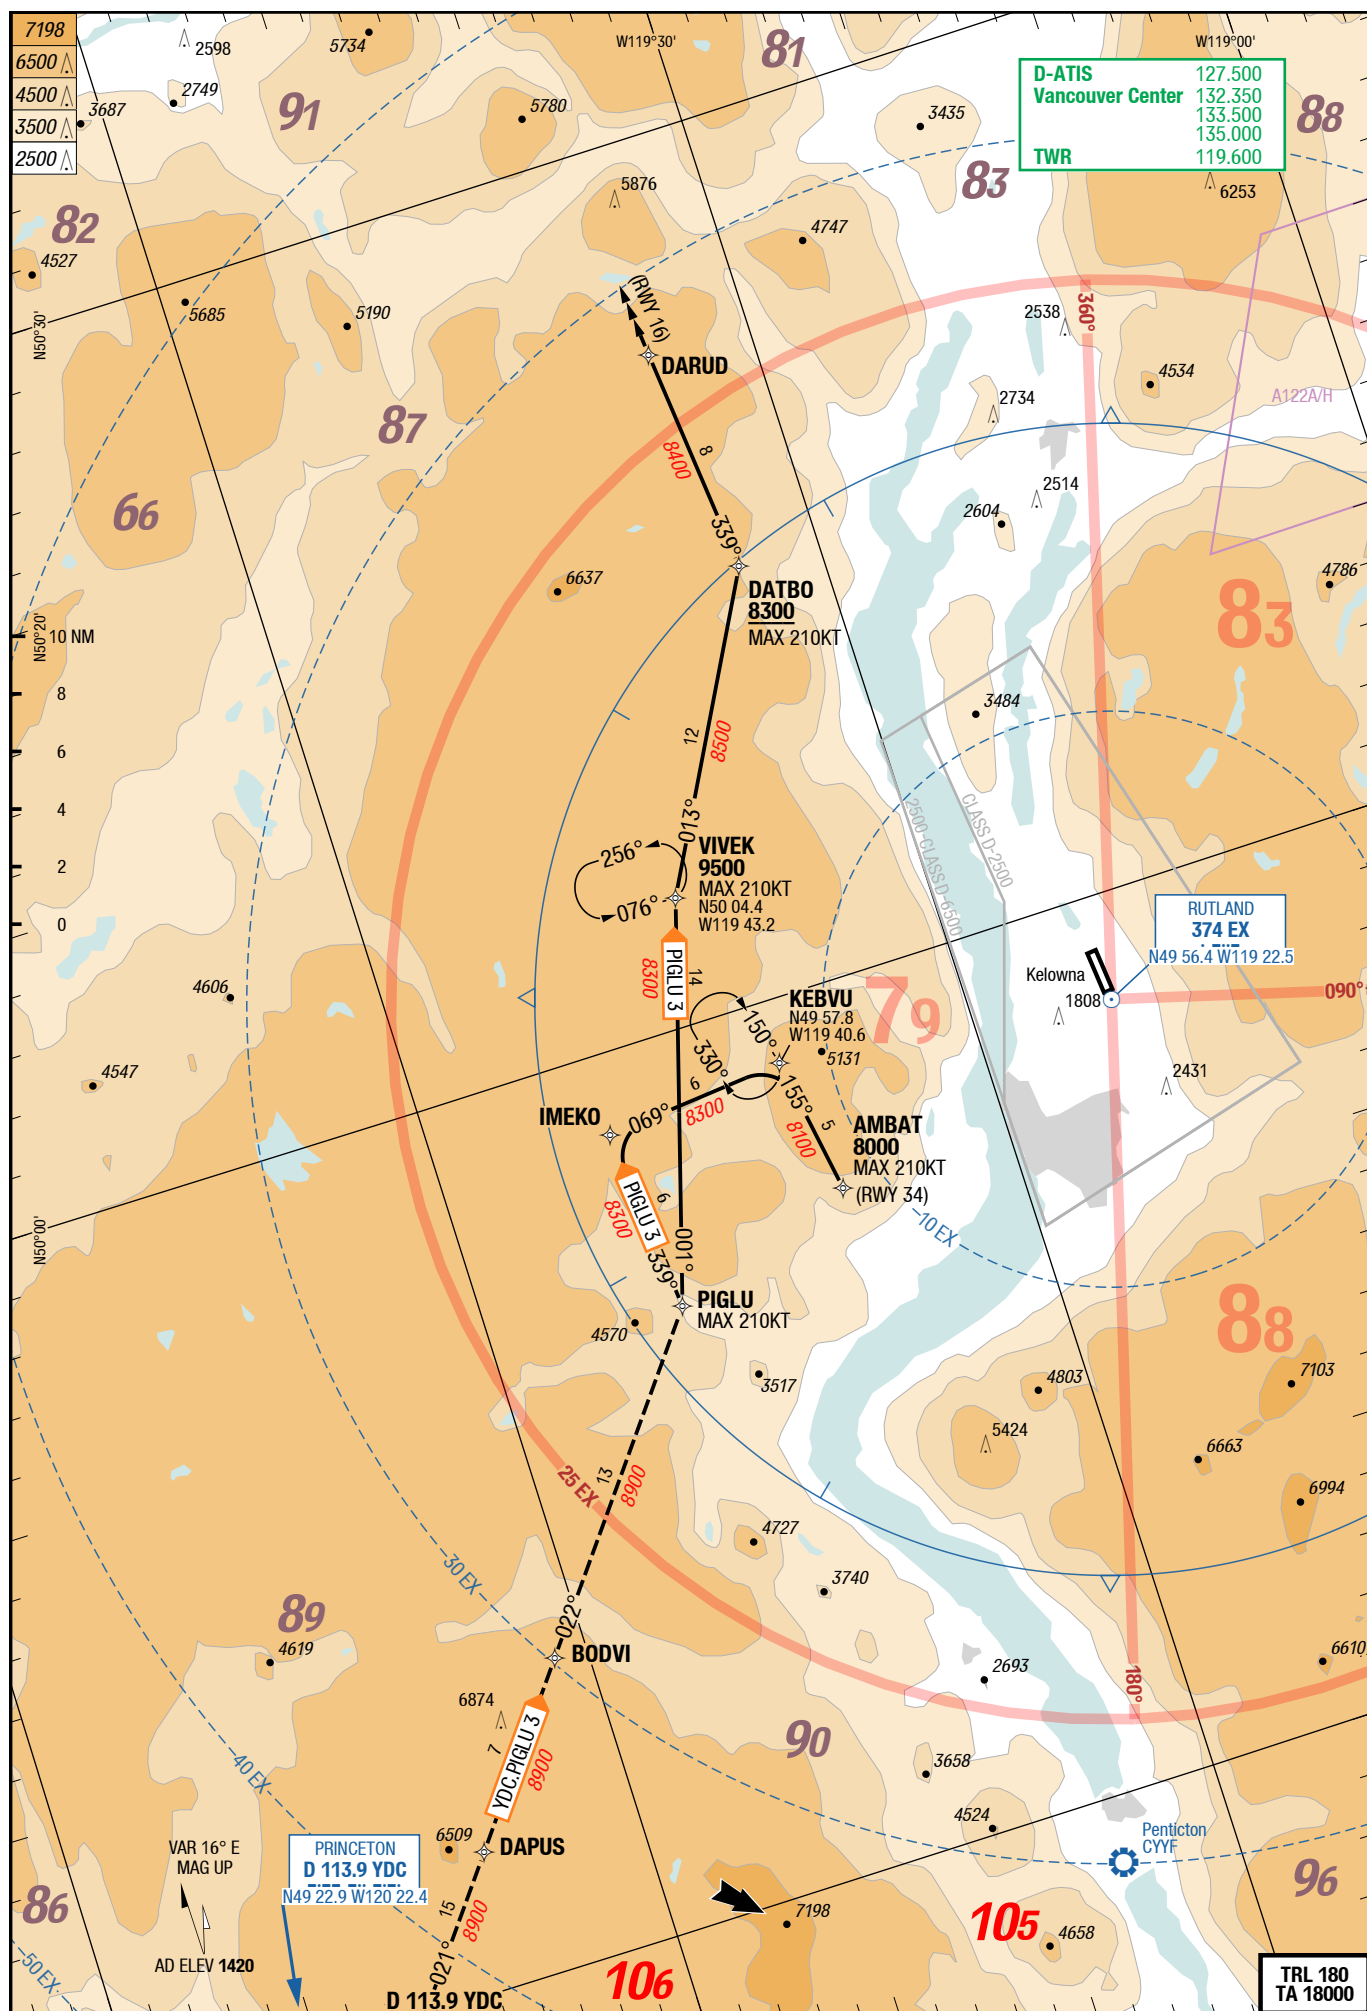 7198
6500
4500
3500
2500
2598
2749
3687
5734
W119°30'
W119°00'
D-ATIS 127.500
Vancouver Center 132.350
133.500
135.000
TWR 119.600
91
81
88
83
82
5780
3435
6253
5876
4747
4527
5685
5190
N50°30'
(RWY 16)
DARUD
360°
2538
4534
A122A/H
2734
87
8
8400
66
2514
2604
339°
6637
4786
DATBO
8300
MAX 210KT
83
N50°20'
10 NM
8
6
4
2
0
3484
12
8500
2500-CLASS D-6500
CLASS D-2500
013°
256°
076°
VIVEK
9500
MAX 210KT
N50 04.4
W119 43.2
RUTLAND
374 EX
N49 56.4 W119 22.5
PIGLU 3
14
8300
4606
KEBVU
N49 57.8
W119 40.6
79
Kelowna
1808
090°
150°
330°
5131
2431
4547
6
8300
IMEKO
069°
155°
5
8100
AMBAT
8000
MAX 210KT
(RWY 34)
PIGLU 3
6
8300
339°
001°
N50°00'
10 EX
PIGLU
MAX 210KT
4570
88
3517
4803
7103
5424
6663
6994
13
8900
25 EX
4727
3740
30 EX
89
4619
022°
BODVI
2693
180°
6610
6874
90
YDC.PIGLU 3
7
8900
3658
4524
40 EX
Penticton
CYYF
VAR 16° E
MAG UP
PRINCETON
D 113.9 YDC
N49 22.9 W120 22.4
6509
DAPUS
96
86
AD ELEV 1420
15
8900
7198
105
4658
50 EX
021°
D 113.9 YDC
106
TRL 180
TA 18000